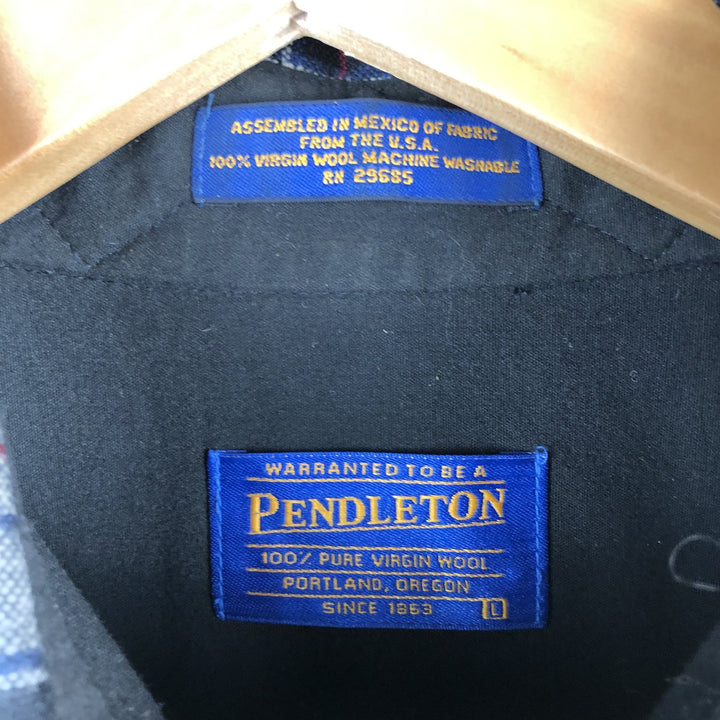 ASSEMBLED IN MEXICO OF FABRIC
FROM THE U.S.A.
100% VIRGIN WOOL MACHINE WASHABLE
RN 29685
WARRANTED TO BE A
PENDLETON
100% PURE VIRGIN WOOL
PORTLAND, OREGON
SINCE 1863 L